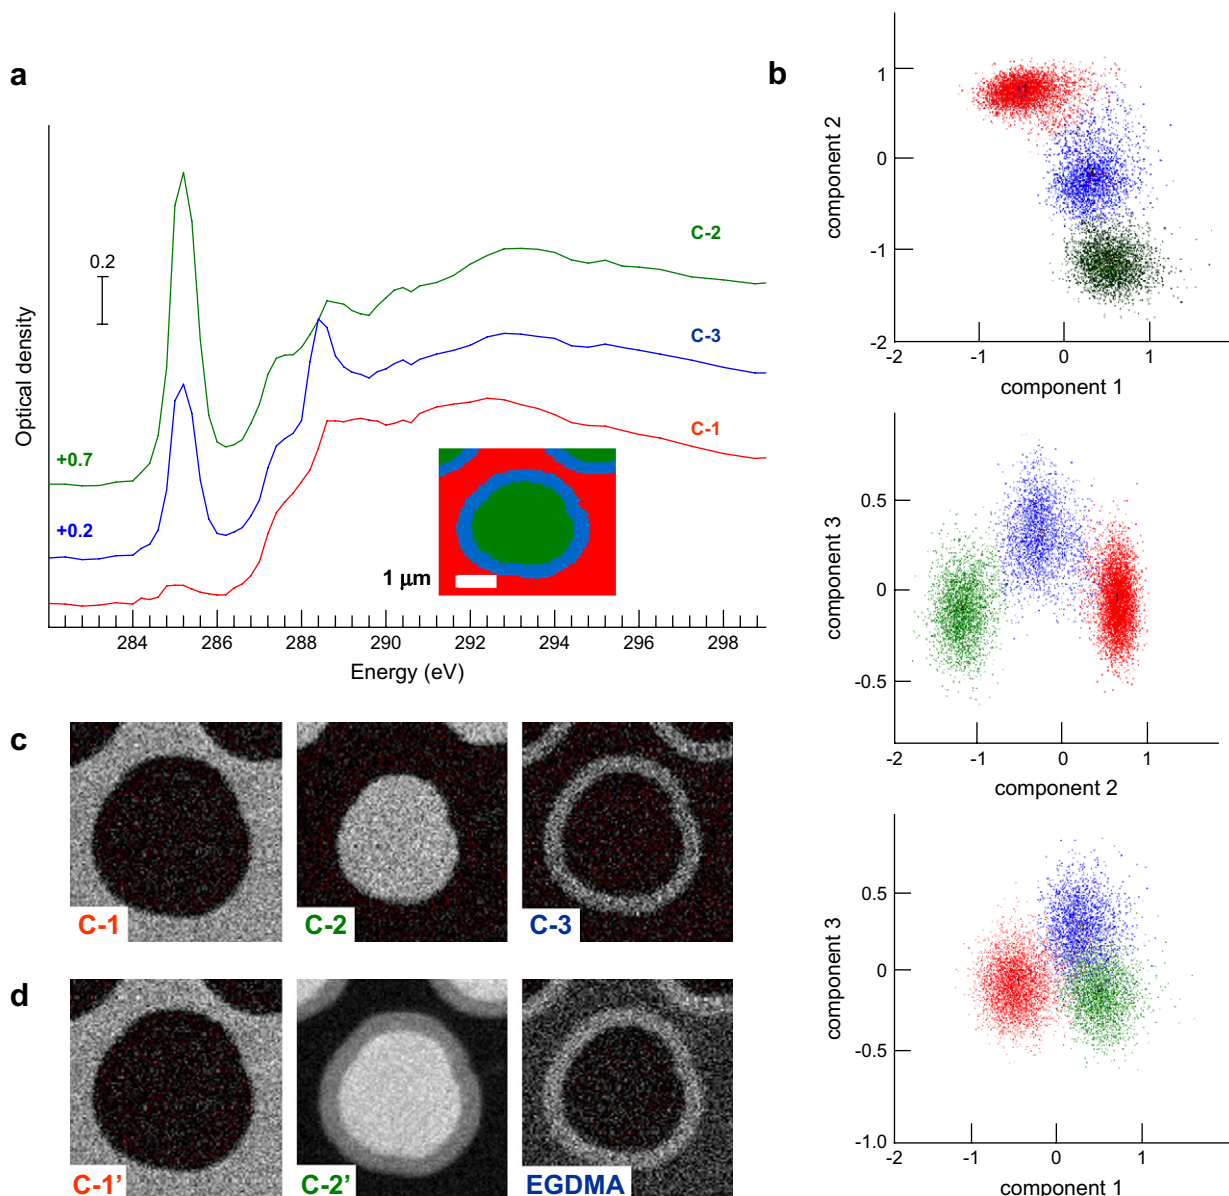 a
b
0.2
C-2
C-3
C-1
+0.7
+0.2
1 μm
Optical density
284 286 288 290 292 294 296 298
Energy (eV)
component 2
1
0
-1
-2
-2 -1 0 1
component 1
component 3
0.5
0
-0.5
-2 -1 0 1
component 2
component 3
0.5
0
-0.5
-1.0
-2 -1 0 1
component 1
c
C-1
C-2
C-3
d
C-1’
C-2’
EGDMA